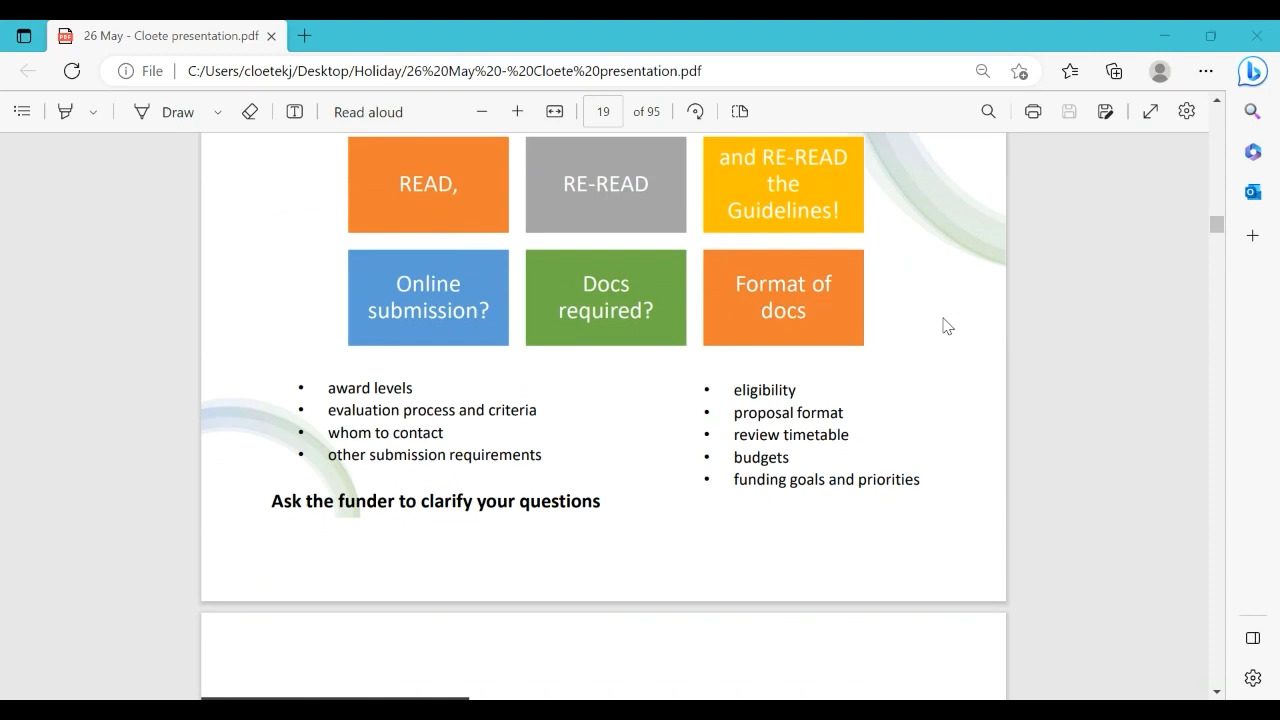 26 May - Cloete presentation.pdf
File
C:/Users/cloetekj/Desktop/Holiday/26%20May%20-%20Cloete%20presentation.pdf
Draw
Read aloud
19
of 95
READ,
RE-READ
and RE-READ
the
Guidelines!
Online
submission?
Docs
required?
Format of
docs
• award levels
• evaluation process and criteria
• whom to contact
• other submission requirements
• eligibility
• proposal format
• review timetable
• budgets
• funding goals and priorities
Ask the funder to clarify your questions